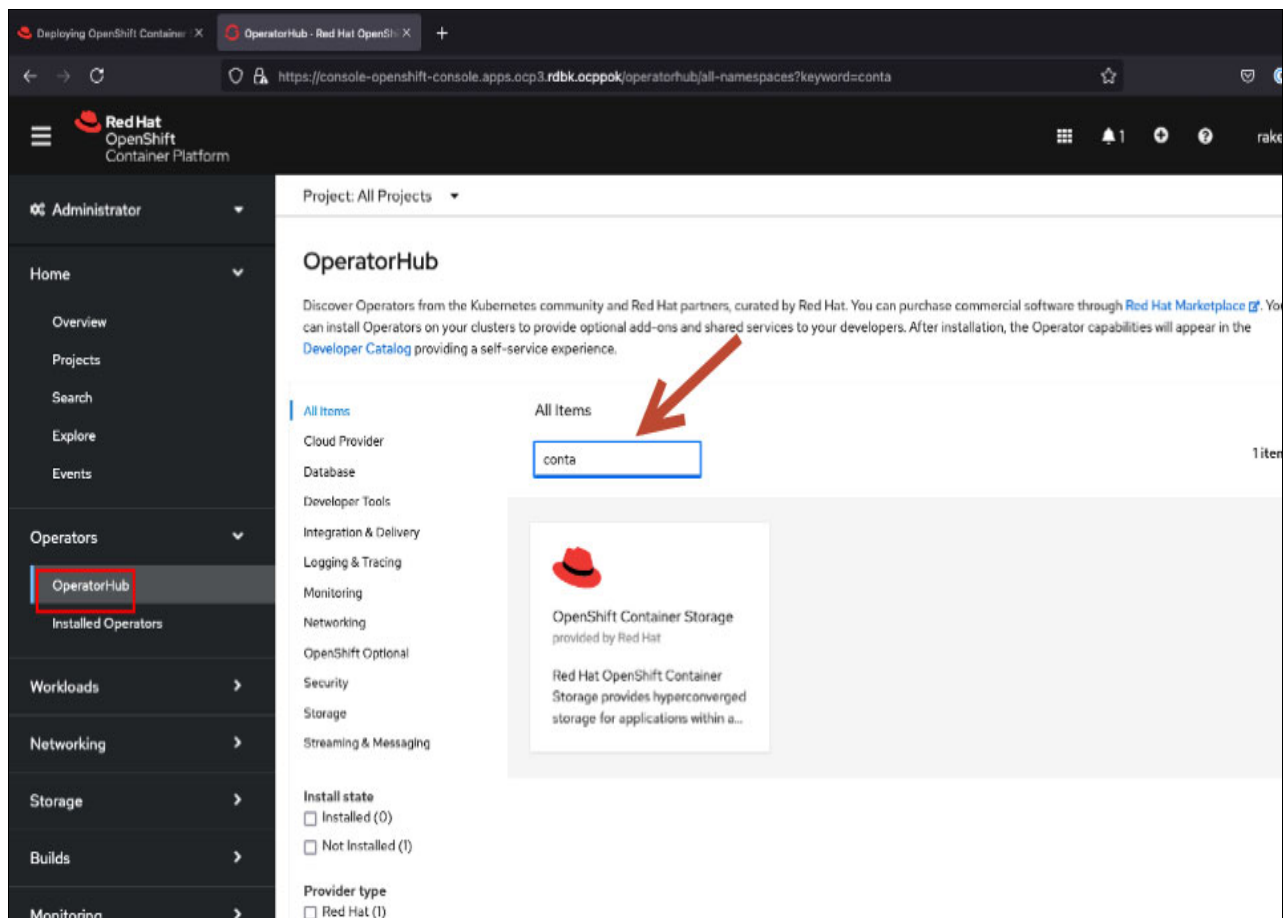 Deploying OpenShift Container
OperatorHub - Red Hat OpenShi
https://console-openshift-console.apps.ocp3.rdbk.ocppok/operatorhub/all-namespaces?keyword=conta
Red Hat
OpenShift
Container Platform
1
rake
Administrator
Home
Overview
Projects
Search
Explore
Events
Operators
OperatorHub
Installed Operators
Workloads
Networking
Storage
Builds
Monitoring
Project: All Projects
OperatorHub
Discover Operators from the Kubernetes community and Red Hat partners, curated by Red Hat. You can purchase commercial software through Red Hat Marketplace. You
can install Operators on your clusters to provide optional add-ons and shared services to your developers. After installation, the Operator capabilities will appear in the
Developer Catalog providing a self-service experience.
All Items
Cloud Provider
Database
Developer Tools
Integration & Delivery
Logging & Tracing
Monitoring
Networking
OpenShift Optional
Security
Storage
Streaming & Messaging
Install state
Installed (0)
Not Installed (1)
Provider type
Red Hat (1)
All Items
conta
1 item
OpenShift Container Storage
provided by Red Hat
Red Hat OpenShift Container
Storage provides hyperconverged
storage for applications within a...